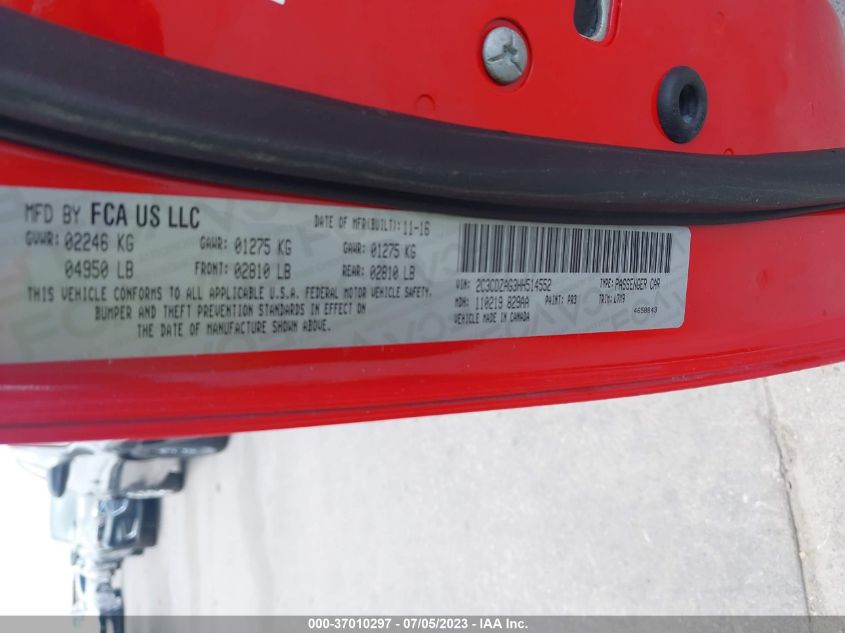 MFD BY FCA US LLC
DATE OF MFR(BUILT): 11-16
GVWR: 02246 KG
GAWR: 01275 KG
GAWR: 01275 KG
04950 LB
FRONT: 02810 LB
REAR: 02810 LB
THIS VEHICLE CONFORMS TO ALL APPLICABLE U.S.A. FEDERAL MOTOR VEHICLE SAFETY,
BUMPER AND THEFT PREVENTION STANDARDS IN EFFECT ON
THE DATE OF MANUFACTURE SHOWN ABOVE.
VIN: 2C3CDZAG3HH514552
TYPE: PASSENGER CAR
MDH: 110219 829AA
PAINT: PR3
TRIM: L7X9
VEHICLE MADE IN CANADA
4650843
000-37010297 - 07/05/2023 - IAA Inc.